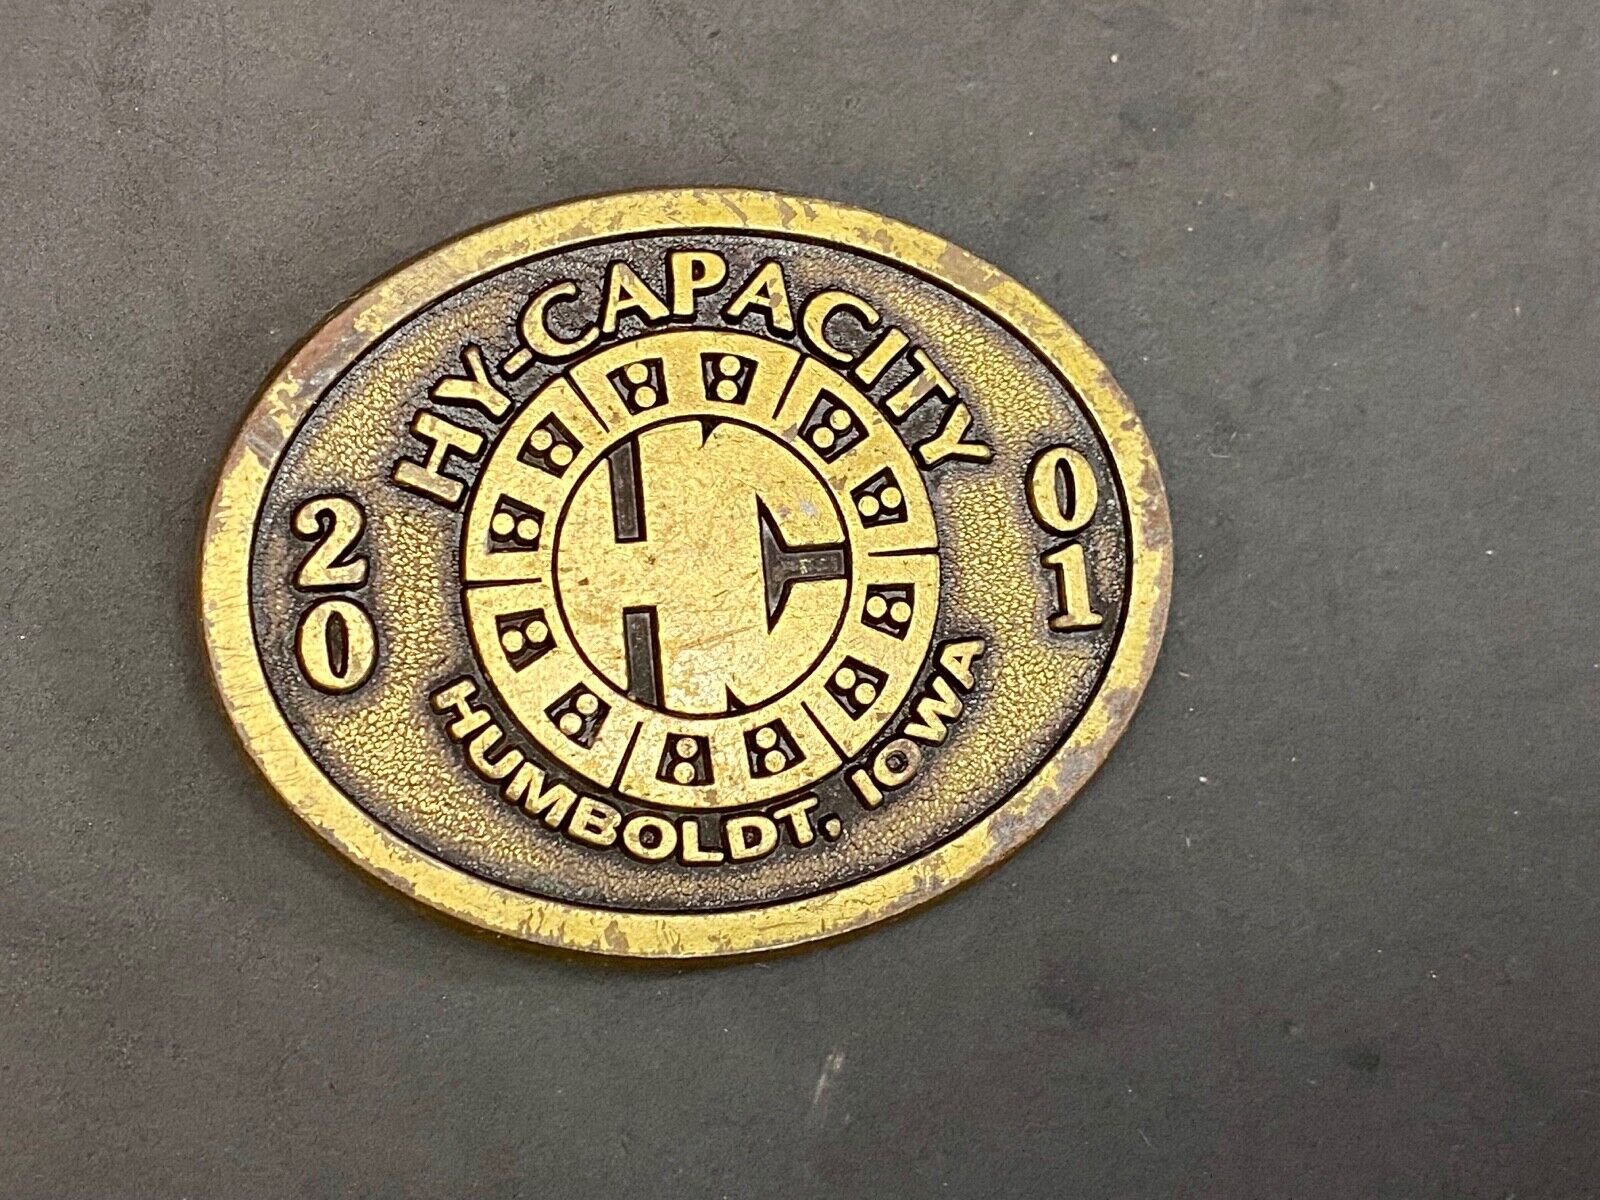 HY-CAPACITY
20
01
HC
HUMBOLDT, IOWA